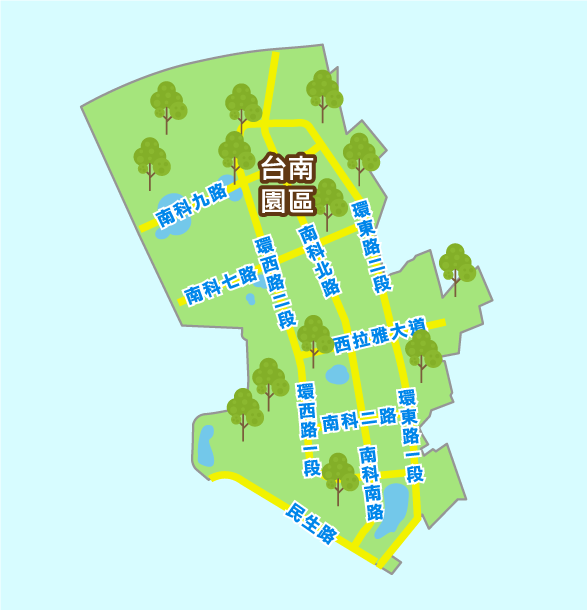 台南
園區
南科九路
環東路二段
南科北路
環西路二段
南科七路
西拉雅大道
環西路一段
環東路一段
南科二路
南科南路
民生路